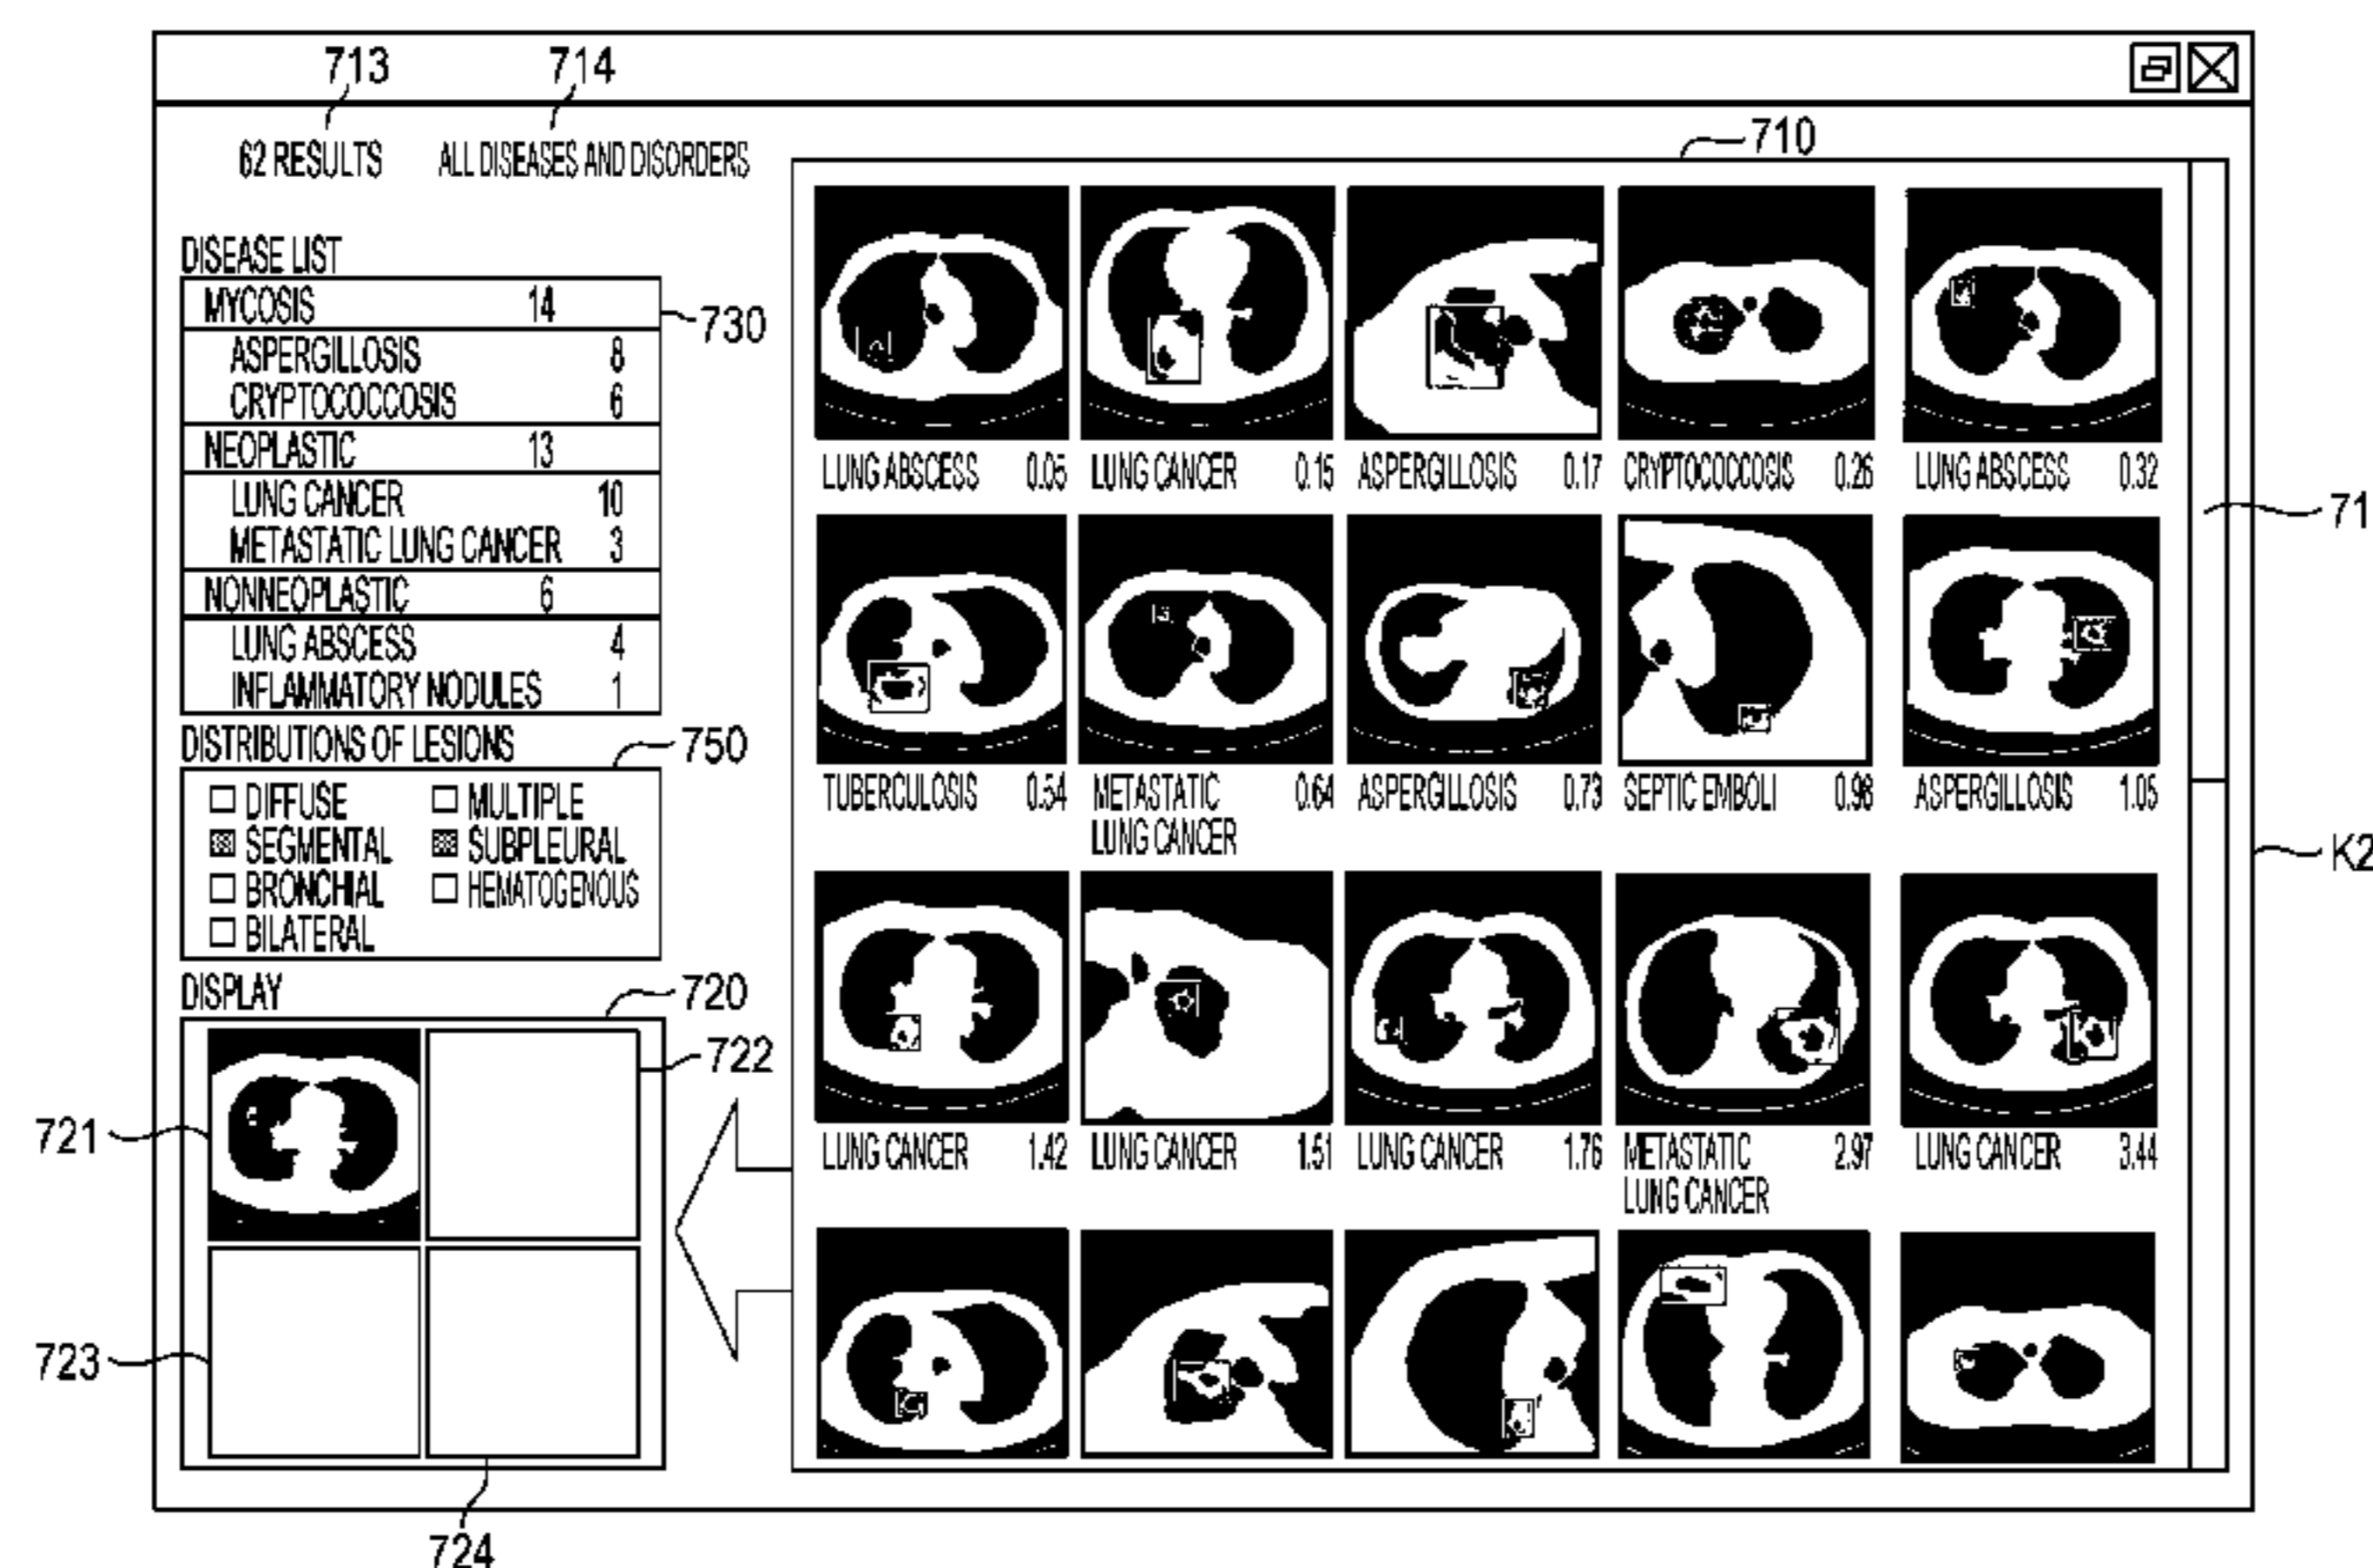 713 714
62 RESULTS ALL DISEASES AND DISORDERS
710
DISEASE LIST
MYCOSIS 14
730
ASPERGILLOSIS 8
CRYPTOCOCCOSIS 6
NEOPLASTIC 13
LUNG CANCER 10
METASTATIC LUNG CANCER 3
NONNEOPLASTIC 6
LUNG ABSCESS 4
INFLAMMATORY NODULES 1
DISTRIBUTIONS OF LESIONS
750
DIFFUSE MULTIPLE
SEGMENTAL SUBPLEURAL
BRONCHIAL HEMATOGENOUS
BILATERAL
DISPLAY
720
722
721
723
724
LUNG ABSCESS 0.05 LUNG CANCER 0.15 ASPERGILLOSIS 0.17 CRYPTOCOCCOSIS 0.26 LUNG ABSCESS 0.32
71
TUBERCULOSIS 0.54 METASTATIC 0.64 ASPERGILLOSIS 0.73 SEPTIC EMBOLI 0.98 ASPERGILLOSIS 1.05
LUNG CANCER
K2
LUNG CANCER 1.42 LUNG CANCER 1.51 LUNG CANCER 1.76 METASTATIC 2.97 LUNG CANCER 3.44
LUNG CANCER